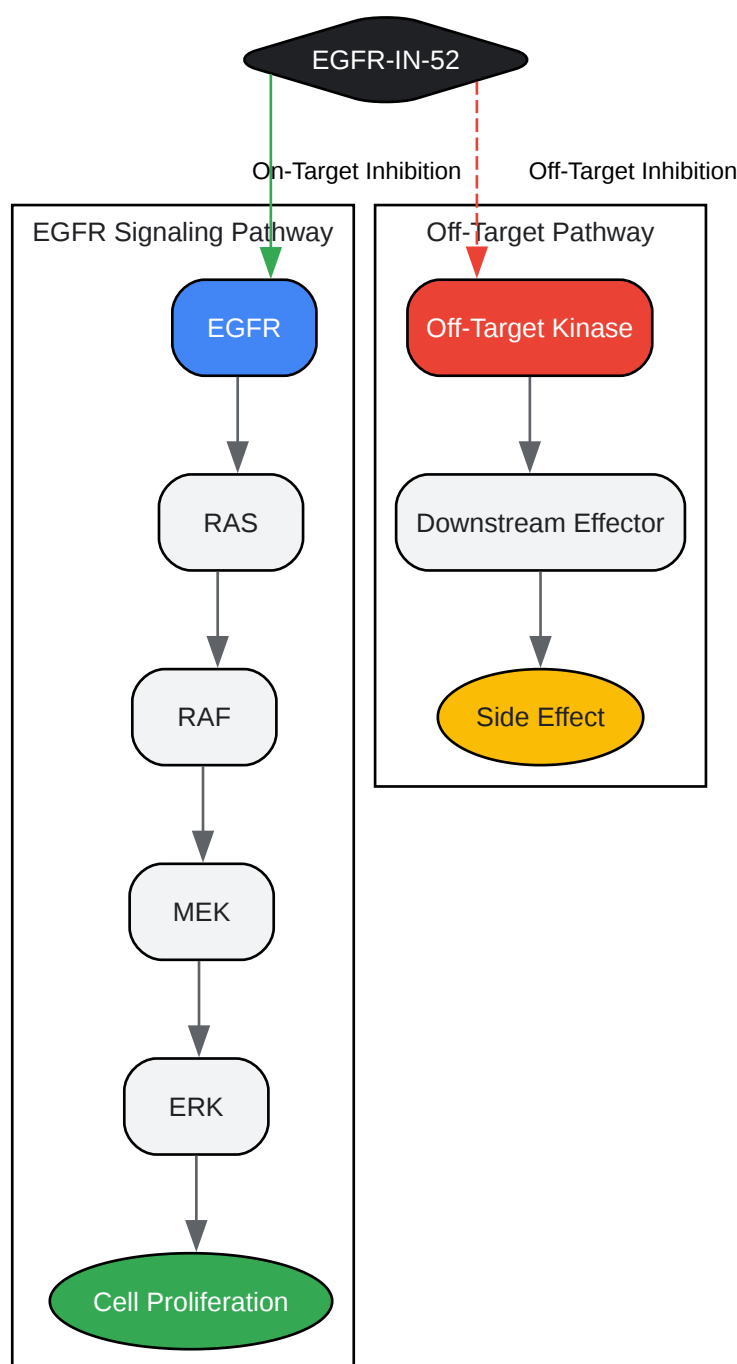 EGFR-IN-52
On-Target Inhibition
Off-Target Inhibition
EGFR Signaling Pathway
Off-Target Pathway
EGFR
Off-Target Kinase
RAS
Downstream Effector
RAF
Side Effect
MEK
ERK
Cell Proliferation